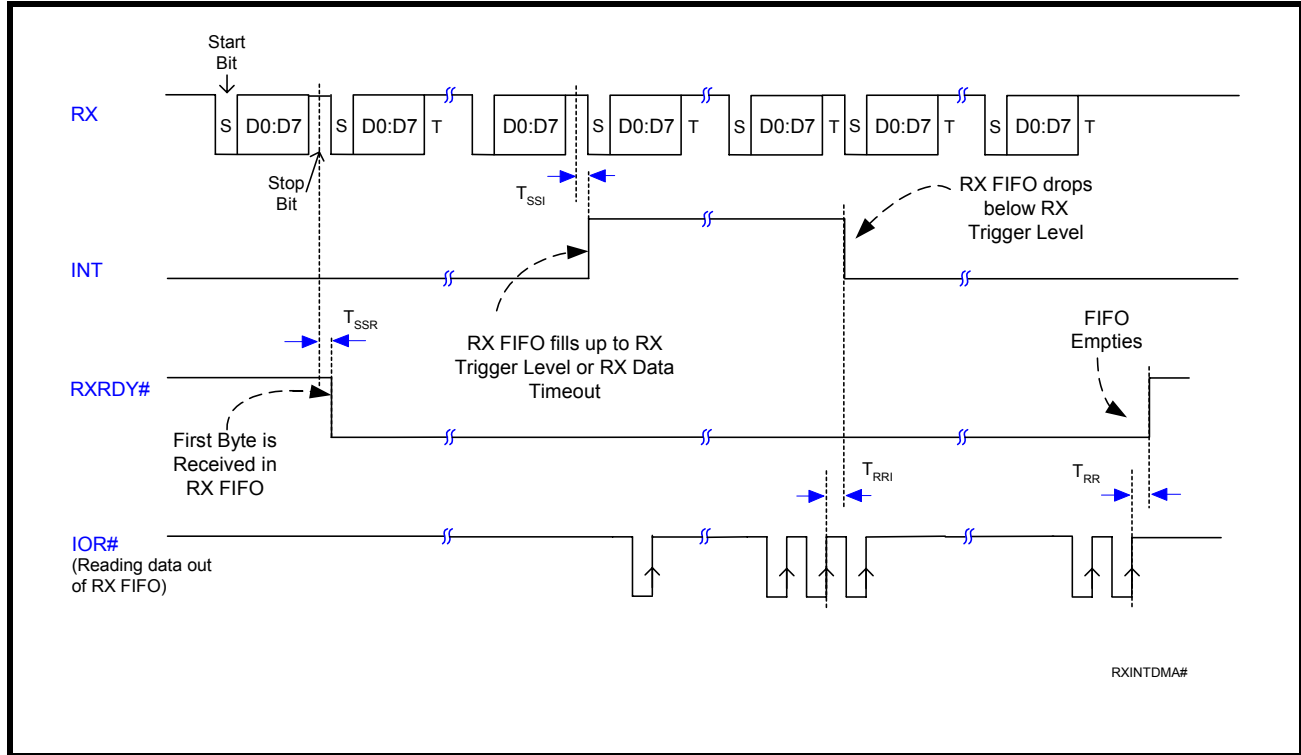 Start
Bit
RX
S D0:D7 S D0:D7 T D0:D7 S D0:D7 T S D0:D7 T S D0:D7 T S D0:D7 T
Stop
Bit
TSSI
RX FIFO drops
below RX
Trigger Level
INT
TSSR
RX FIFO fills up to RX
Trigger Level or RX Data
Timeout
FIFO
Empties
RXRDY#
First Byte is
Received in
RX FIFO
TRRI
TRR
IOR#
(Reading data out
of RX FIFO)
RXINTDMA#